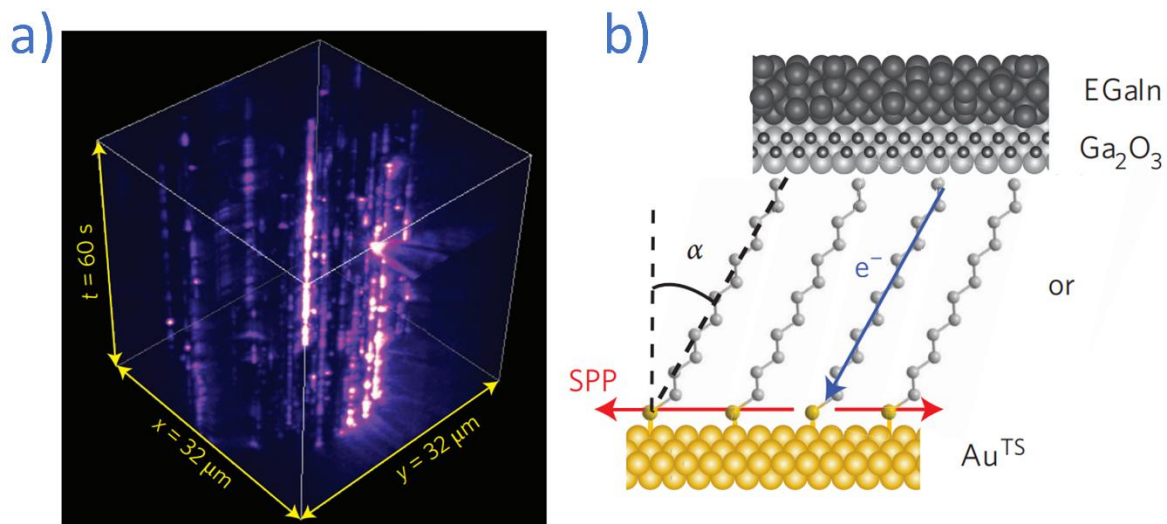 a)
t = 60 s
x = 32 μm
y = 32 μm
b)
EGaIn
Ga₂O₃
α
e⁻
or
SPP
Auᵀˢ